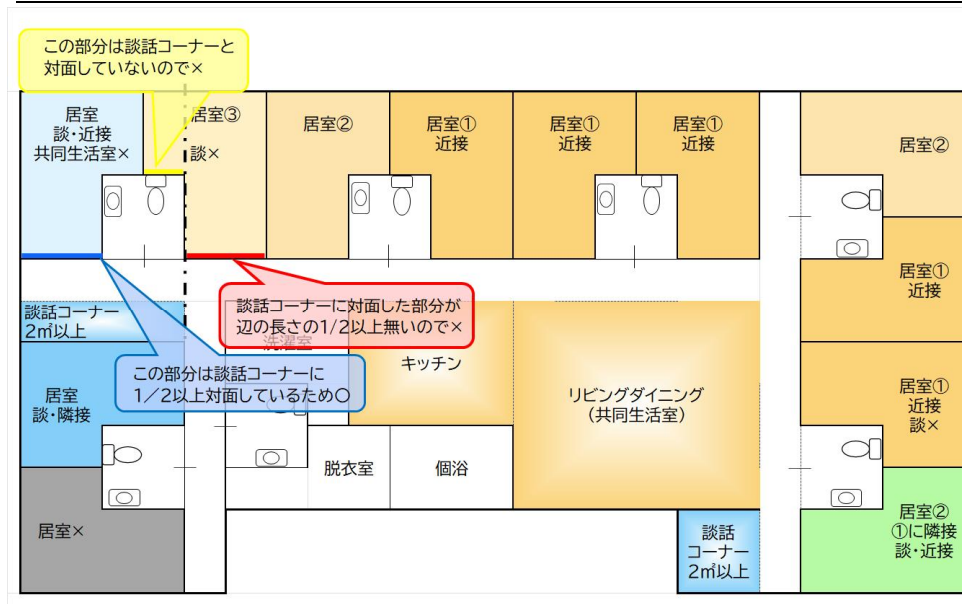 この部分は談話コーナーと
対面していないので×
居室
談・近接
共同生活室×
居室③
談×
居室②
居室①
近接
居室①
近接
居室①
近接
居室②
居室①
近接
居室①
近接
談×
居室②
①に隣接
談・近接
談話コーナー
2㎡以上
談話コーナーに対面した部分が
辺の長さの1/2以上無いので×
洗濯室
この部分は談話コーナーに
1／2以上対面しているため〇
居室
談・隣接
キッチン
リビングダイニング
(共同生活室)
脱衣室
個浴
居室×
談話
コーナー
2㎡以上